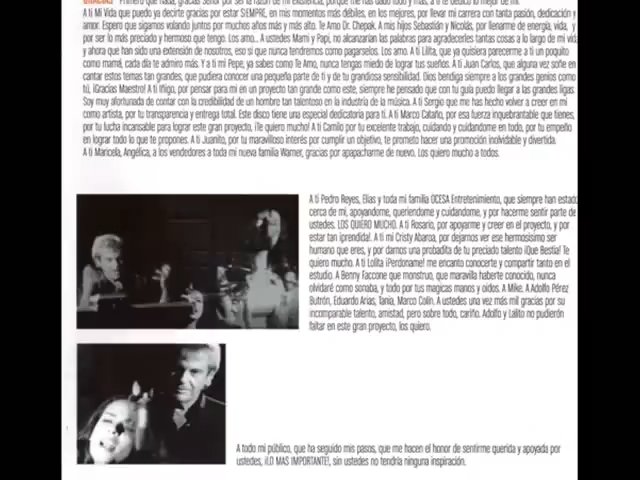 GRACIAS Primero que nada, gracias Señor por ser la razón de mi existencia, porque me has dado todo y más, a ti te dedico lo mejor de mi.
A ti Mi Vida que puedo ya decirte gracias por estar SIEMPRE, en mis momentos más débiles, en los mejores, por llevar mi carrera con tanta pasión, dedicación y
amor. Espero que sigamos volando juntos por muchos años más y más alto. Te Amo Dr. Chepak. A mis hijos Sebastián y Nicolás, por llenarme de energía, vida, y
por ser lo más preciado y hermoso que tengo. Los amo... A ustedes Mami y Papi, no alcanzarían las palabras para agradecerles tantas cosas a lo largo de mi vida
y ahora que han sido una extensión de nosotros, eso si que nunca tendremos como pagarselos. Los amo. A ti Lilita, que ya quisiera parecerme a ti un poquito
como mamá, cada día te admiro más. Y a ti mi Pepe, ya sabes como Te Amo, nunca tengas miedo de lograr tus sueños. A ti Juan Carlos, que alguna vez soñe en
cantar estos temas tan grandes, que pudiera conocer una pequeña parte de ti y de tu grandiosa sensibilidad. Dios bendiga siempre a los grandes genios como
tú, ¡Gracias Maestro! A ti Iñigo, por pensar para mi en un proyecto tan grande como este, siempre he pensado que con tu guía puedo llegar a las grandes ligas.
Soy muy afortunada de contar con la credibilidad de un hombre tan talentoso en la industria de la música. A ti Sergio que me has hecho volver a creer en mi
como artista, por tu transparencia y entrega total. Este disco tiene una especial dedicatoria para ti. A ti Marco Cataño, por esa fuerza inquebrantable que tienes,
por tu lucha incansable para lograr este gran proyecto, ¡Te quiero mucho! A ti Camilo por tu excelente trabajo, cuidando y cuidandome en todo, por tu empeño
en lograr todo lo que te propones. A ti Juanito, por tu maravilloso interés por cumplir un objetivo, te prometo hacer una promoción inolvidable y divertida.
A ti Maricela, Angélica, a los vendedores a toda mi nueva familia Warner, gracias por apapacharme de nuevo. Los quiero mucho a todos.
A ti Pedro Reyes, Elias y toda mi familia OCESA Entretenimiento, que siempre han estado
cerca de mi, apoyandome, queriendome y cuidandome, y por hacerme sentir parte de
ustedes. LOS QUIERO MUCHO. A ti Rosario, por apoyarme y creer en el proyecto, y por
estar tan ¡prendida!. A ti mi Cristy Abaroa, por dejarnos ver ese hermosisimo ser
humano que eres, y por darnos una probadita de tu preciado talento ¡Que Bestia! Te
quiero mucho. A ti Lolita ¡Perdoname! me encanto conocerte y compartir tanto en el
estudio. A Benny Faccone que monstruo, que maravilla haberte conocido, nunca
olvidaré como sonaba, y todo por tus magicas manos y oidos. A Mike. A Adolfo Pérez
Butrón, Eduardo Arias, Tania, Marco Colín. A ustedes una vez más mil gracias por su
incomparable talento, amistad, pero sobre todo, cariño. Adolfo y Lalito no pudieron
faltar en este gran proyecto, los quiero.
A todo mi público, que ha seguido mis pasos, que me hacen el honor de sentirme querida y apoyada por
ustedes, ¡LO MAS IMPORTANTE!, sin ustedes no tendría ninguna inspiración.